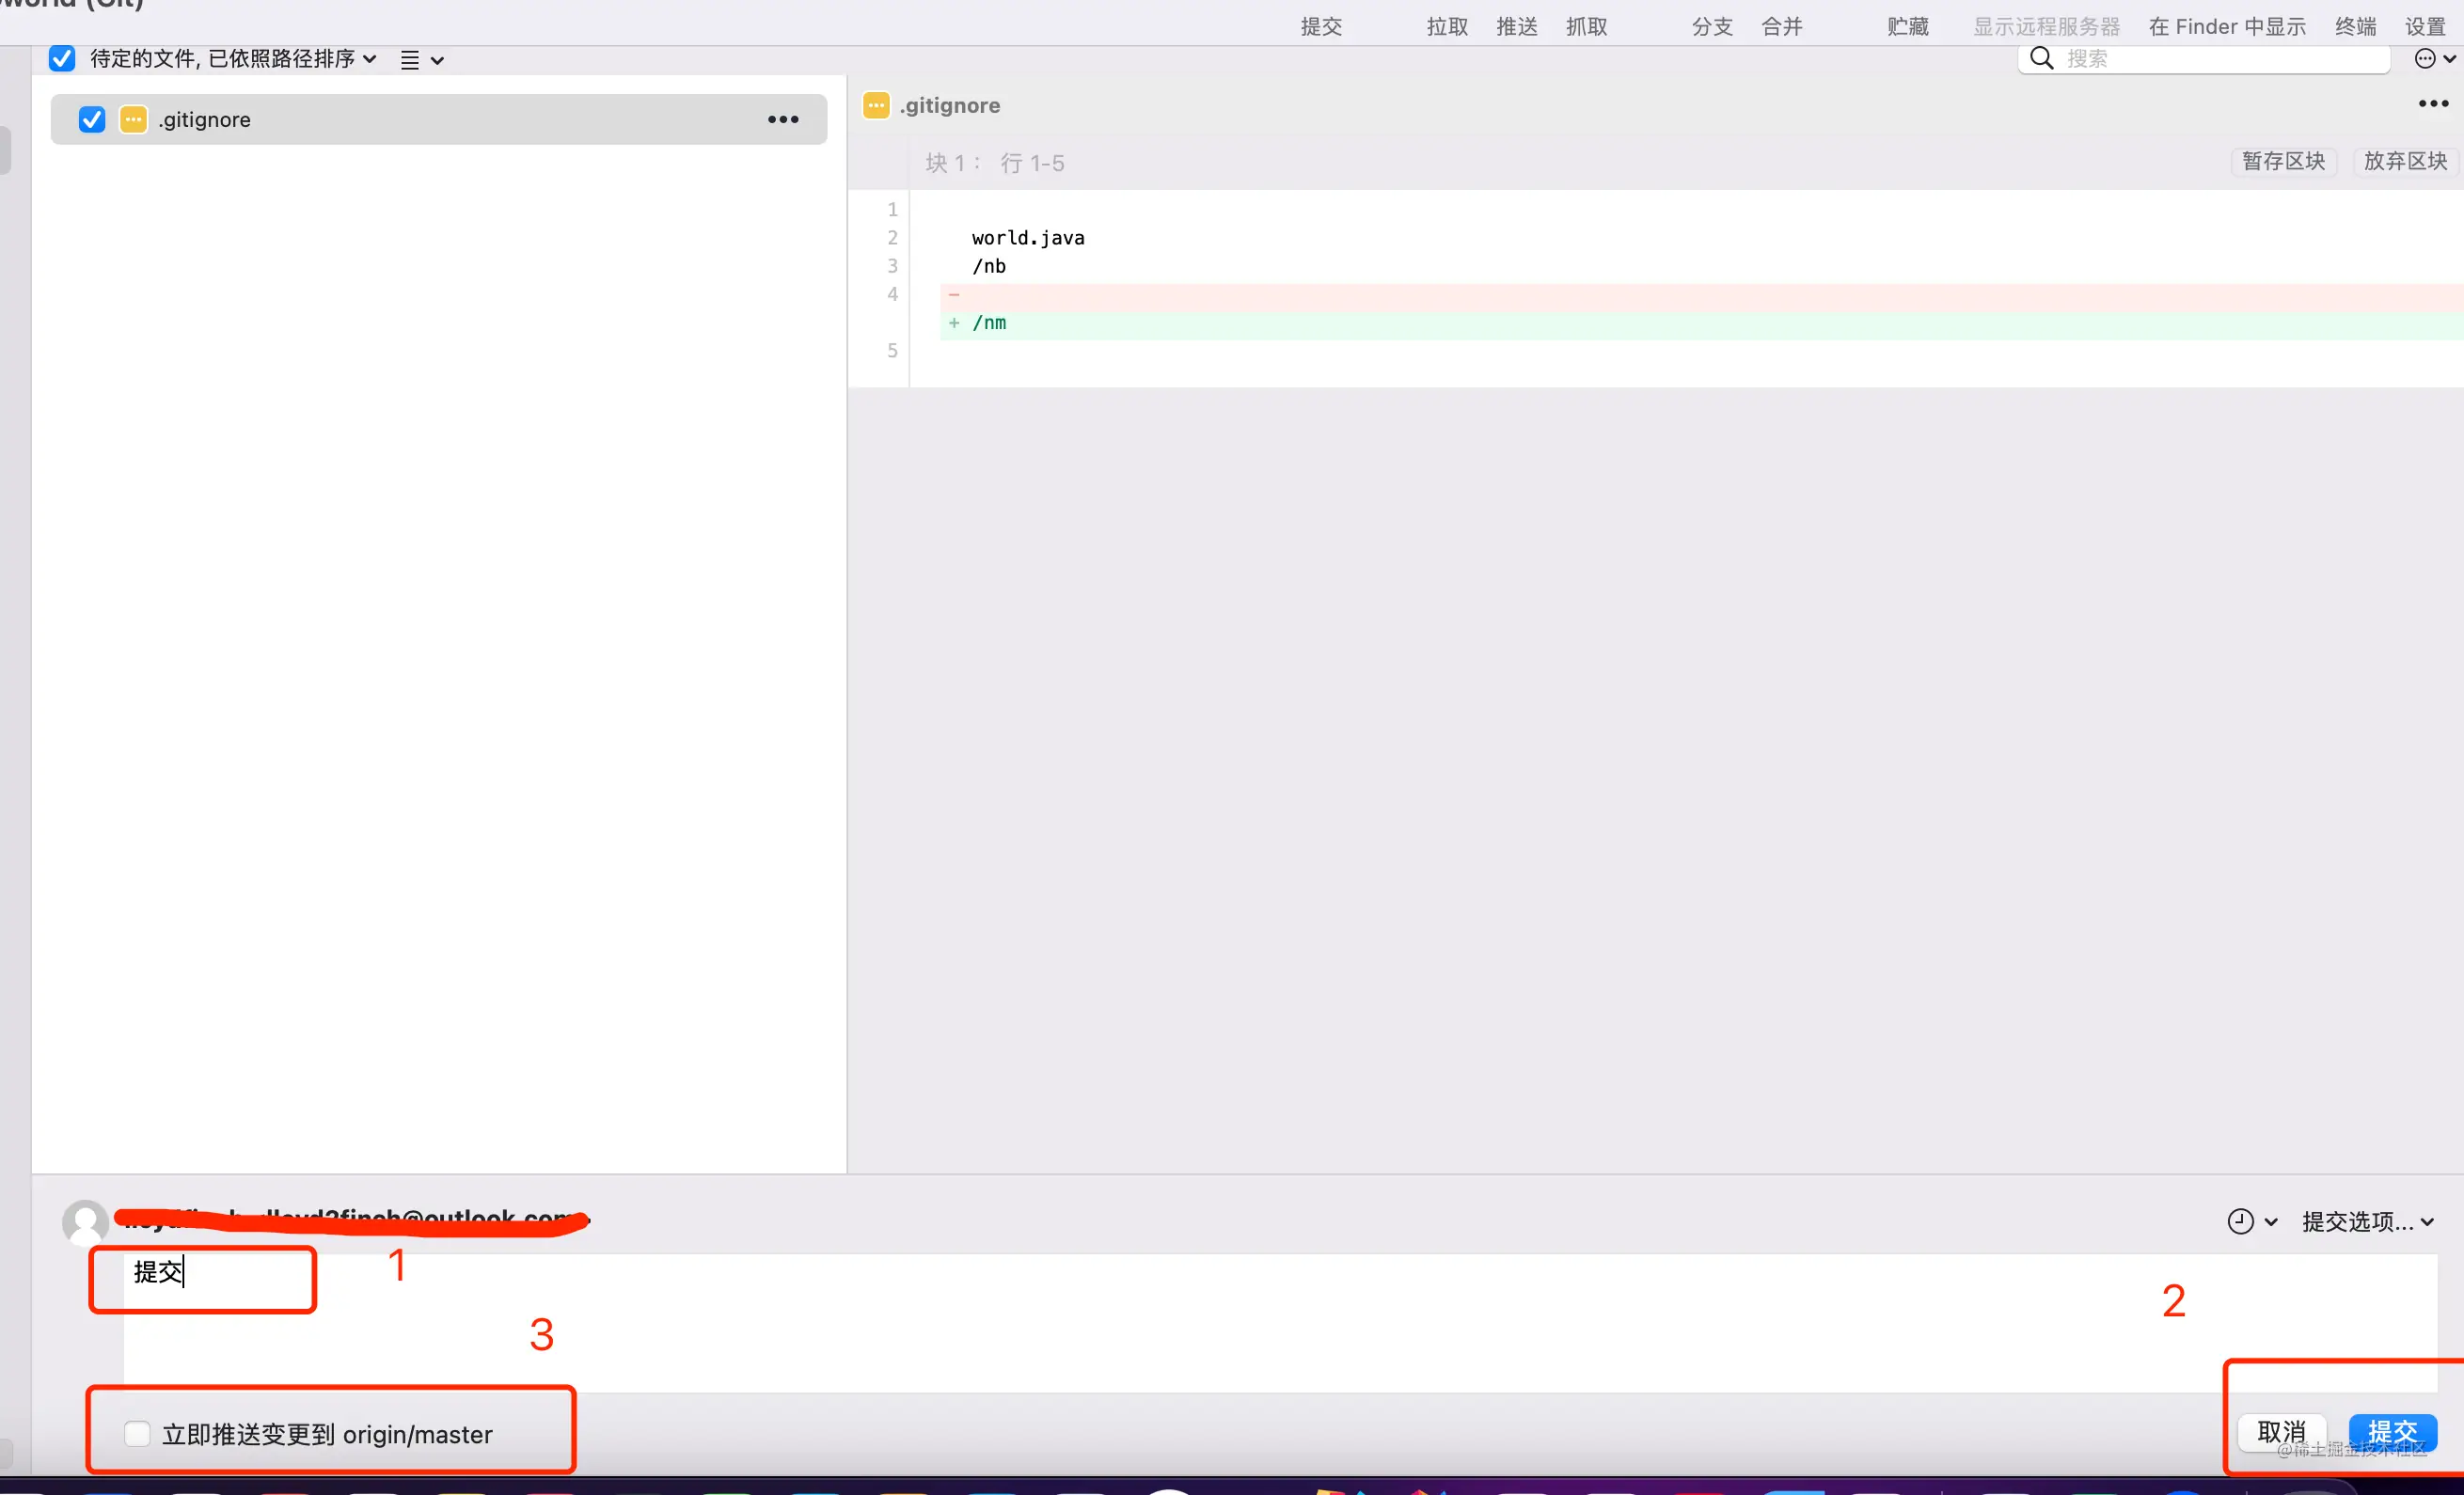 (Git)
提交 拉取 推送 抓取 分支 合并 贮藏 显示远程服务器 在 Finder 中显示 终端 设置
待定的文件, 已依照路径排序
搜索
.gitignore
.gitignore
块 1： 行 1-5
暂存区块 放弃区块
1
2 world.java
3 /nb
4 -
+ /nm
5
提交选项...
提交
1
2
3
立即推送变更到 origin/master
取消 提交
@稀土掘金技术社区